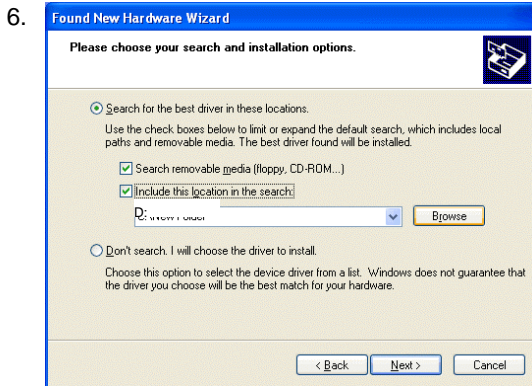 6.
Found New Hardware Wizard
Please choose your search and installation options.
Search for the best driver in these locations.
Use the check boxes below to limit or expand the default search, which includes local
paths and removable media. The best driver found will be installed.
Search removable media (floppy, CD-ROM...)
Include this location in the search:
D:
Browse
Don't search. I will choose the driver to install.
Choose this option to select the device driver from a list. Windows does not guarantee that
the driver you choose will be the best match for your hardware.
< Back
Next >
Cancel